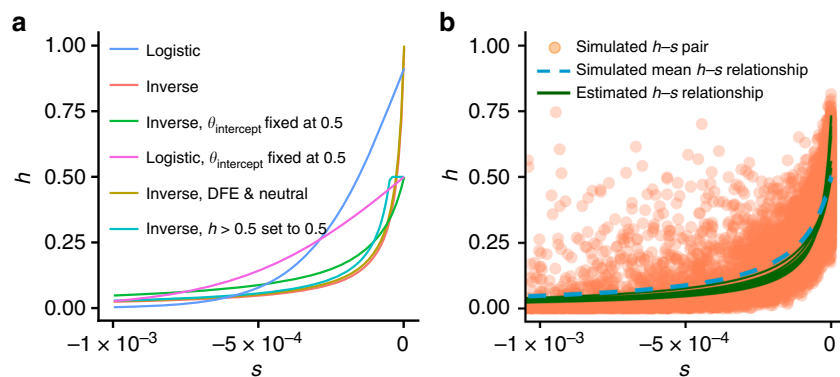 a
1.00
0.75
0.50
0.25
0.00
h
Logistic
Inverse
Inverse, θintercept fixed at 0.5
Logistic, θintercept fixed at 0.5
Inverse, DFE & neutral
Inverse, h > 0.5 set to 0.5
−1 × 10−3
−5 × 10−4
0
s
b
1.00
0.75
0.50
0.25
0.00
h
Simulated h–s pair
Simulated mean h–s relationship
Estimated h–s relationship
−1 × 10−3
−5 × 10−4
0
s